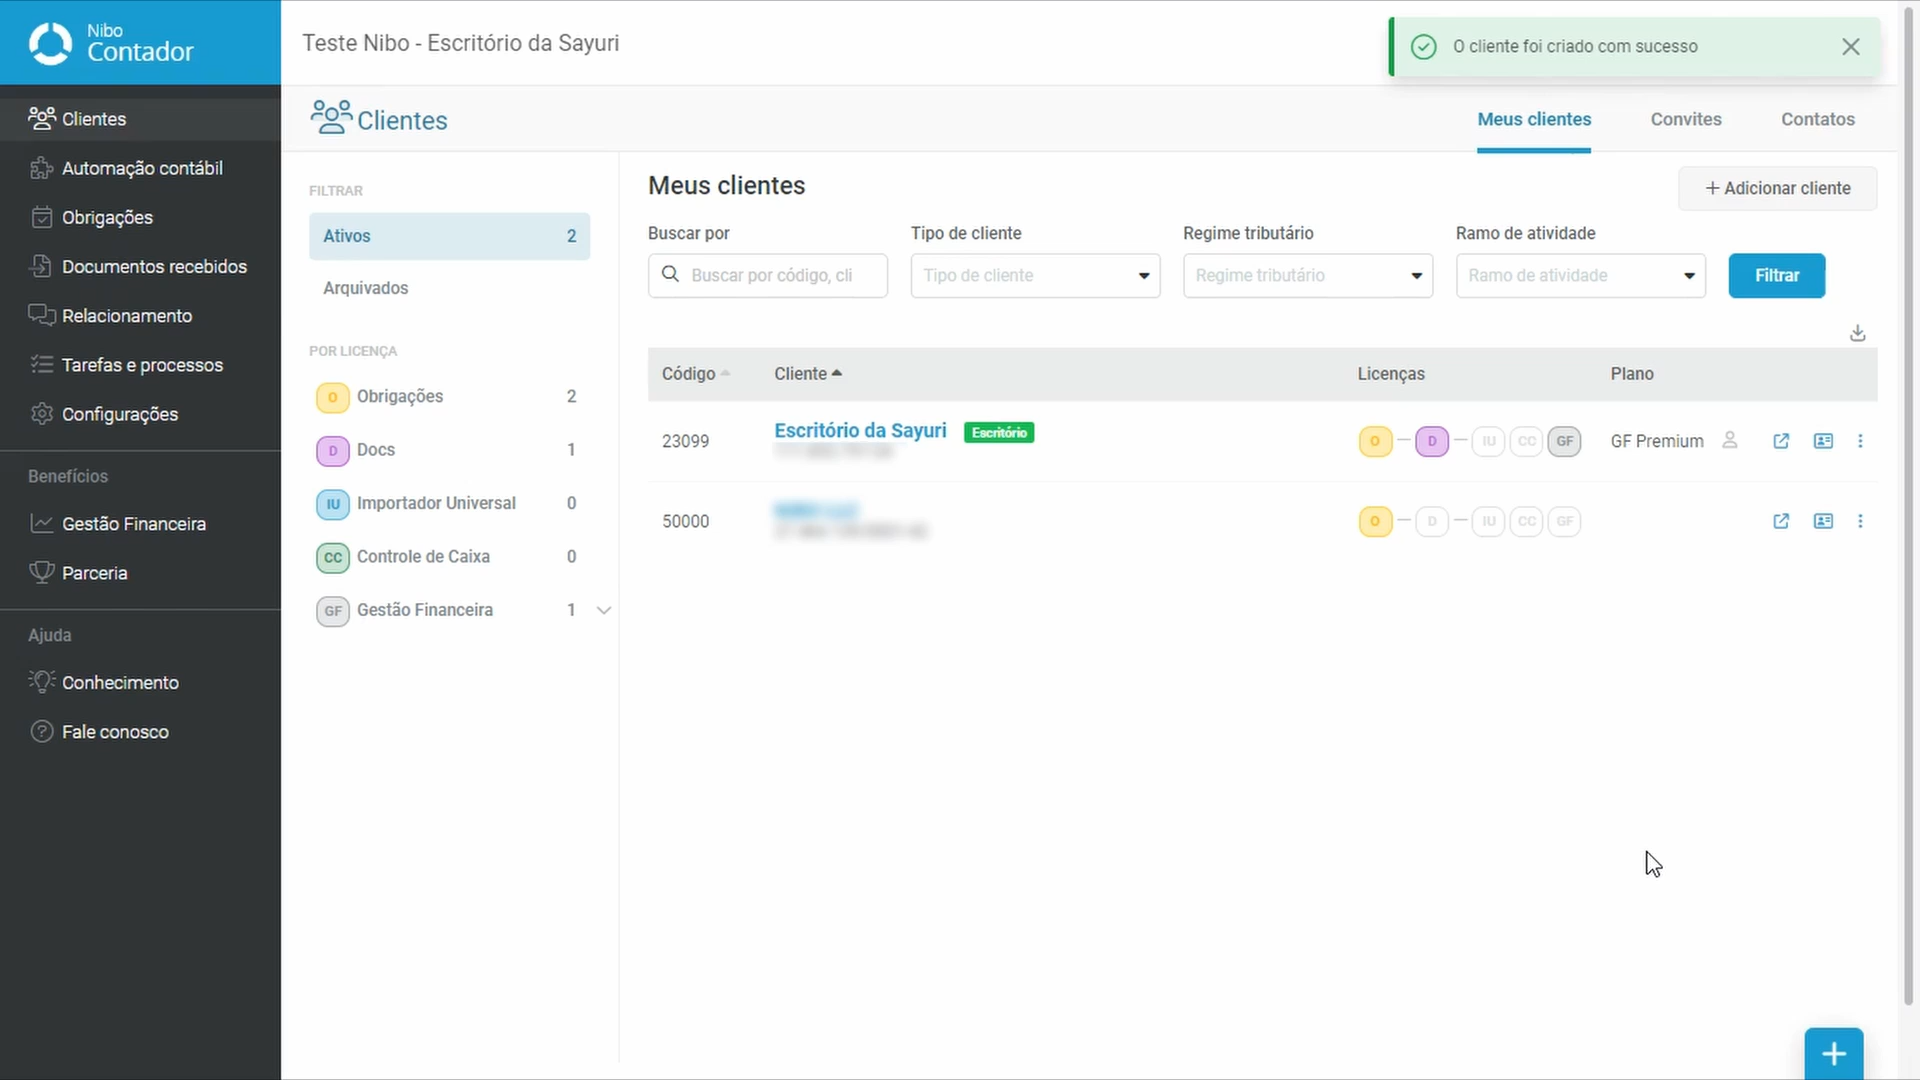 Nibo
Contador
Teste Nibo - Escritório da Sayuri
O cliente foi criado com sucesso
Clientes
Automação contábil
Obrigações
Documentos recebidos
Relacionamento
Tarefas e processos
Configurações
Benefícios
Gestão Financeira
Parceria
Ajuda
Conhecimento
Fale conosco
Clientes
Meus clientes
Convites
Contatos
FILTRAR
Ativos 2
Arquivados
POR LICENÇA
O Obrigações 2
D Docs 1
IU Importador Universal 0
CC Controle de Caixa 0
GF Gestão Financeira 1
Meus clientes
+ Adicionar cliente
Buscar por
Tipo de cliente
Regime tributário
Ramo de atividade
Buscar por código, cli
Tipo de cliente
Regime tributário
Ramo de atividade
Filtrar
Código Cliente Licenças Plano
23099 Escritório da Sayuri Escritório O D IU CC GF GF Premium
50000 O D IU CC GF